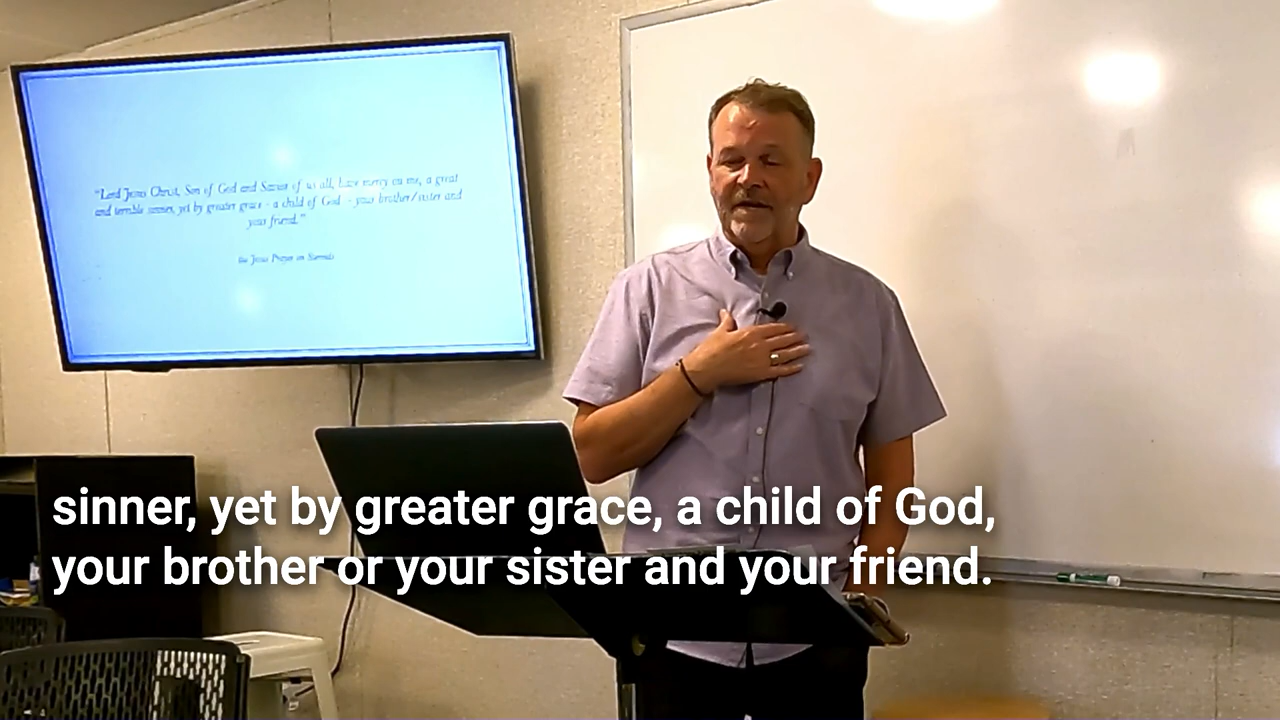 "Lord Jesus Christ, Son of God and Savior of us all, have mercy on me, a great
and terrible sinner, yet by greater grace - a child of God - your brother/sister and
your friend."
the Jesus Prayer on Steroids
sinner, yet by greater grace, a child of God,
your brother or your sister and your friend.